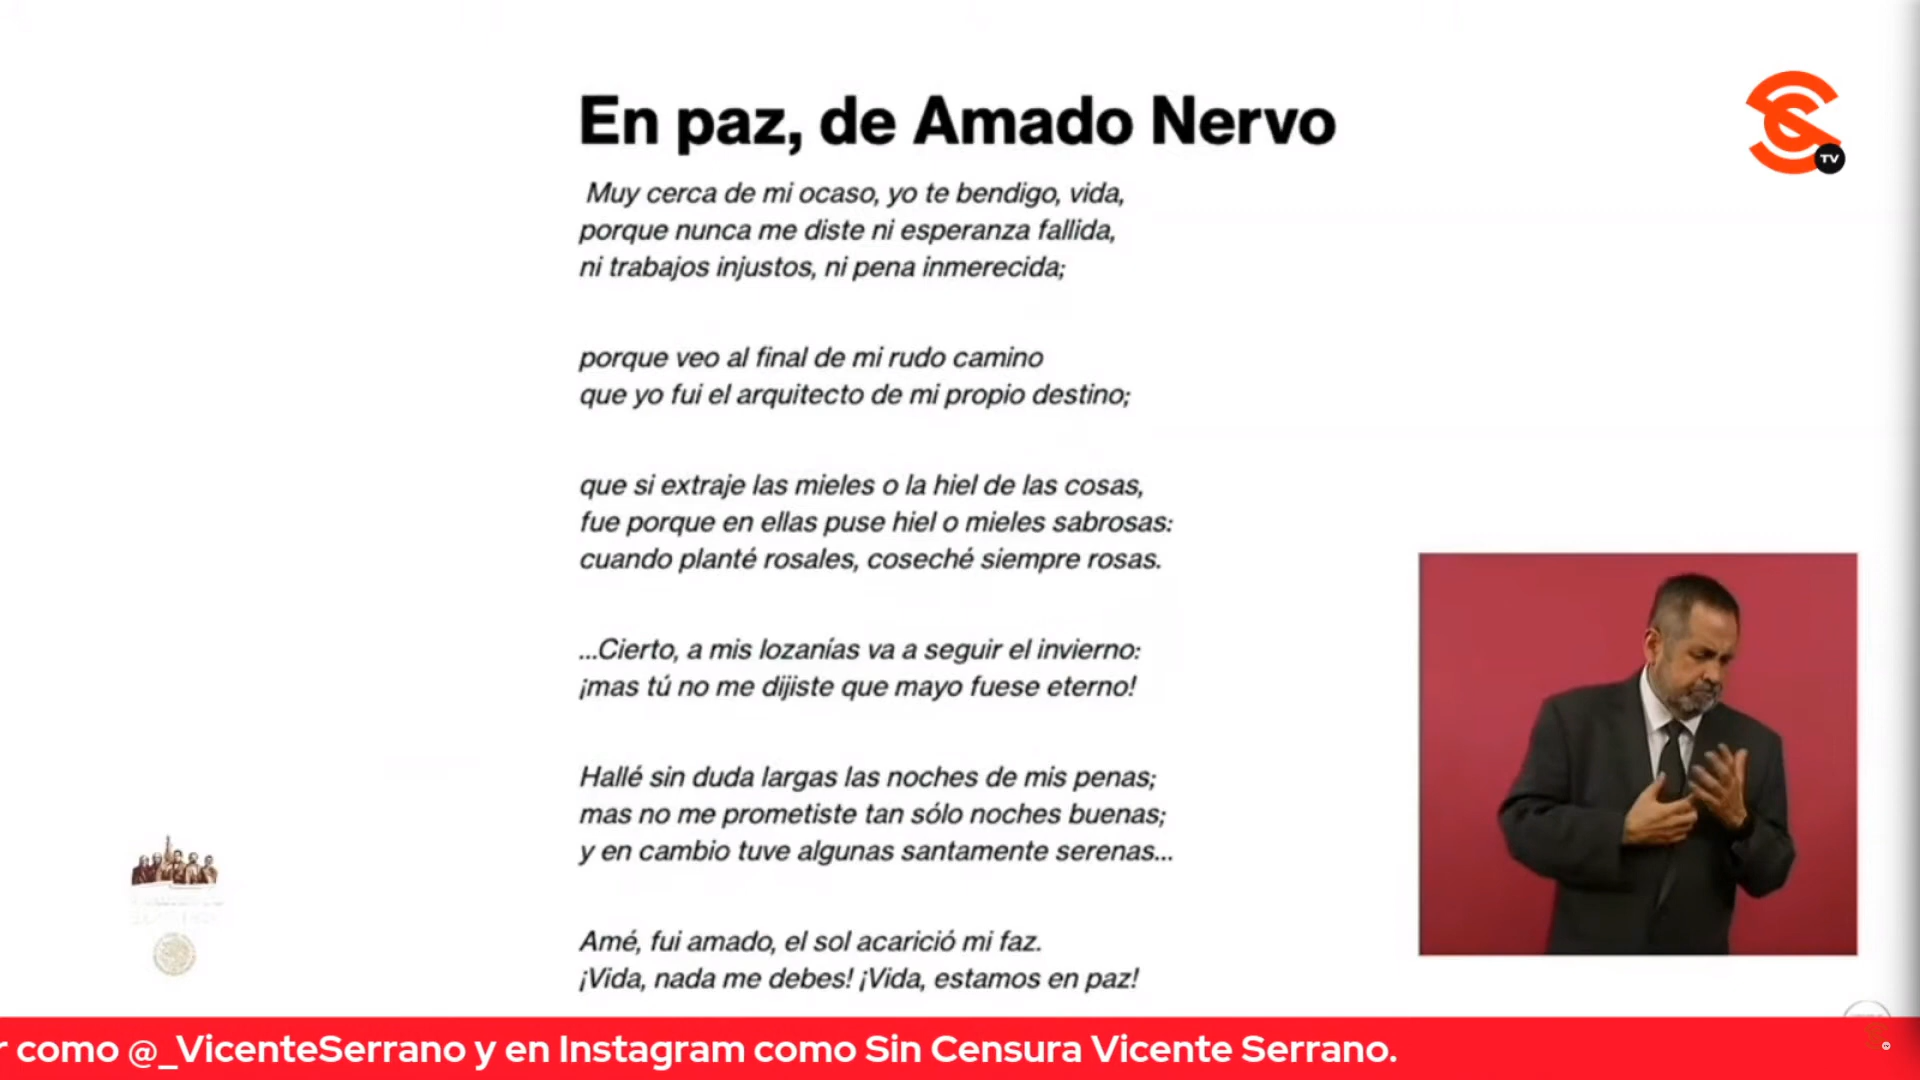 En paz, de Amado Nervo
TV
Muy cerca de mi ocaso, yo te bendigo, vida,
porque nunca me diste ni esperanza fallida,
ni trabajos injustos, ni pena inmerecida;
porque veo al final de mi rudo camino
que yo fui el arquitecto de mi propio destino;
que si extraje las mieles o la hiel de las cosas,
fue porque en ellas puse hiel o mieles sabrosas:
cuando planté rosales, coseché siempre rosas.
...Cierto, a mis lozanías va a seguir el invierno:
¡mas tú no me dijiste que mayo fuese eterno!
Hallé sin duda largas las noches de mis penas;
mas no me prometiste tan sólo noches buenas;
y en cambio tuve algunas santamente serenas...
Amé, fui amado, el sol acarició mi faz.
¡Vida, nada me debes! ¡Vida, estamos en paz!
r como @_VicenteSerrano y en Instagram como Sin Censura Vicente Serrano.